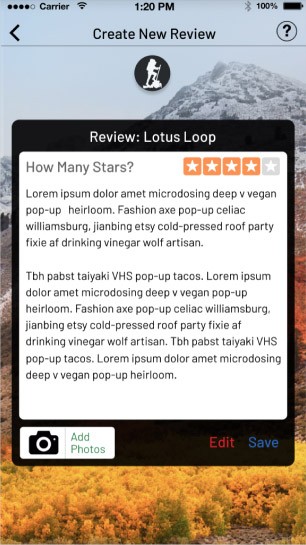 Carrier 1:20 PM 100%
Create New Review ?
Review: Lotus Loop
How Many Stars?
Lorem ipsum dolor amet microdosing deep v vegan
pop-up heirloom. Fashion axe pop-up celiac
williamsburg, jianbing etsy cold-pressed roof party
fixie af drinking vinegar wolf artisan.
Tbh pabst taiyaki VHS pop-up tacos. Lorem ipsum
dolor amet microdosing deep v vegan pop-up
heirloom. Fashion axe pop-up celiac williamsburg,
jianbing etsy cold-pressed roof party fixie af
drinking vinegar wolf artisan. Tbh pabst taiyaki VHS
pop-up tacos. Lorem ipsum dolor amet microdosing
deep v vegan pop-up heirloom.
Add
Photos
Edit Save